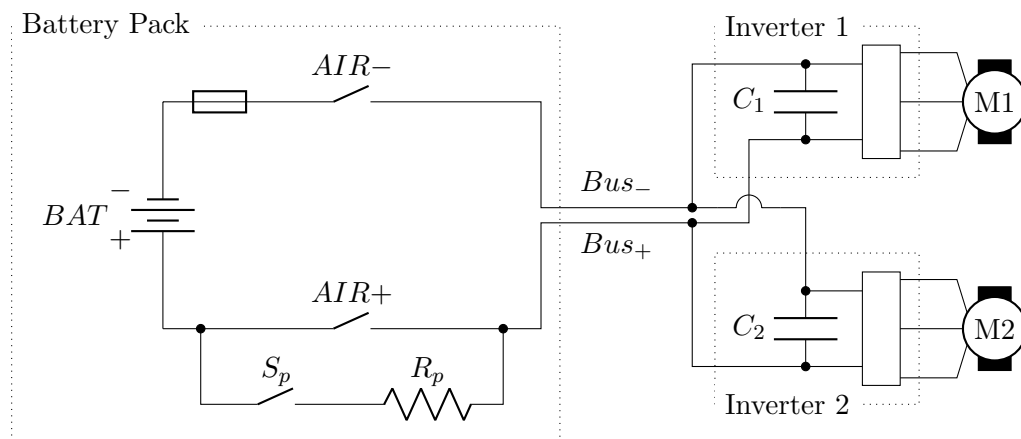 Battery Pack
Inverter 1
AIR−
C1
M1
Bus−
−
BAT
+
Bus+
AIR+
C2
M2
Sp
Rp
Inverter 2